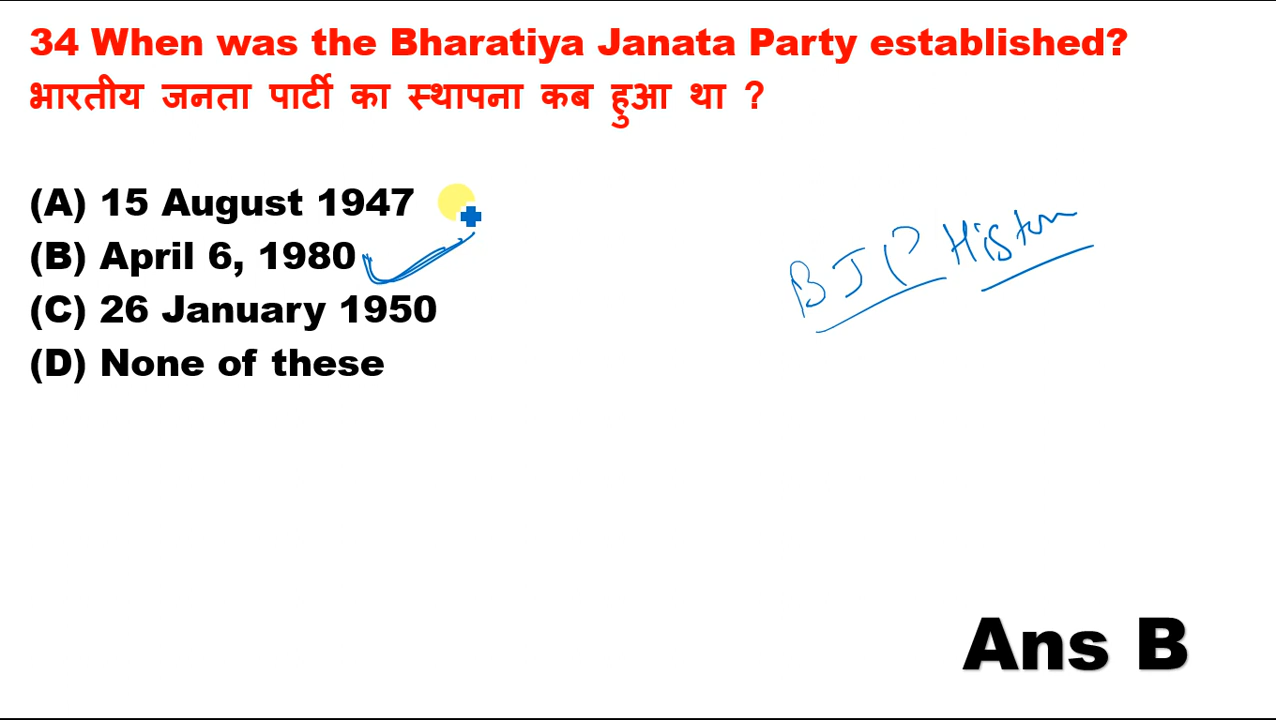 34 When was the Bharatiya Janata Party established?
भारतीय जनता पार्टी का स्थापना कब हुआ था ?
(A) 15 August 1947
(B) April 6, 1980
(C) 26 January 1950
(D) None of these
BJP
Ans B